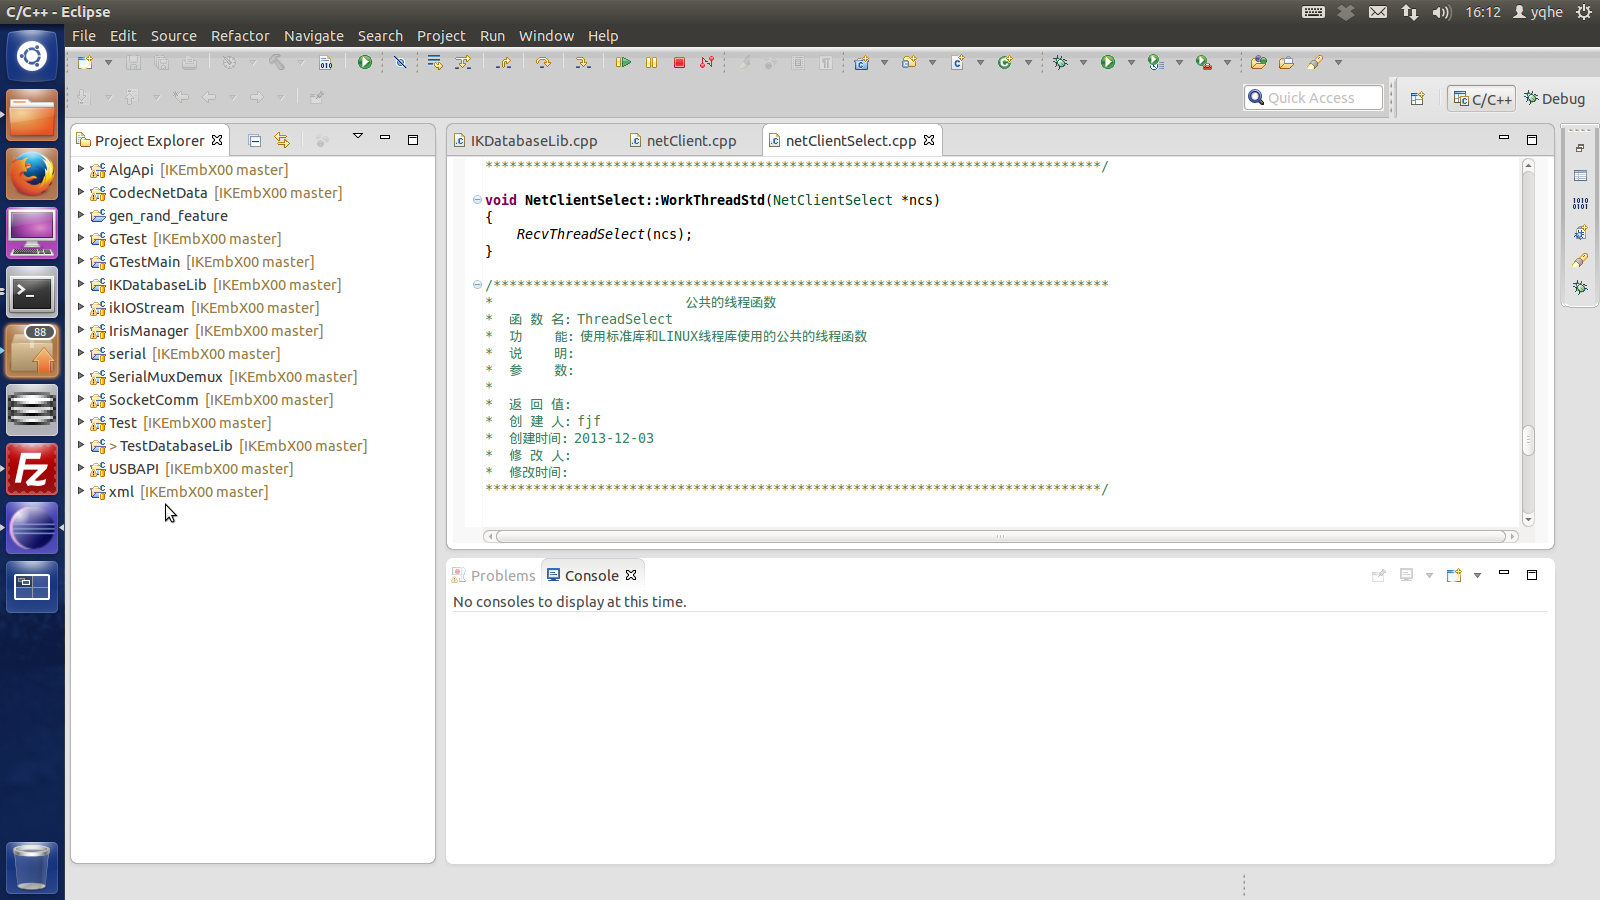 C/C++ - Eclipse
16:12 yqhe
File Edit Source Refactor Navigate Search Project Run Window Help
Quick Access
C/C++ Debug
Project Explorer
AlgApi [IKEmbX00 master]
CodecNetData [IKEmbX00 master]
gen_rand_feature
GTest [IKEmbX00 master]
GTestMain [IKEmbX00 master]
IKDatabaseLib [IKEmbX00 master]
ikIOStream [IKEmbX00 master]
IrisManager [IKEmbX00 master]
serial [IKEmbX00 master]
SerialMuxDemux [IKEmbX00 master]
SocketComm [IKEmbX00 master]
Test [IKEmbX00 master]
> TestDatabaseLib [IKEmbX00 master]
USBAPI [IKEmbX00 master]
xml [IKEmbX00 master]
88
Fz
IKDatabaseLib.cpp netClient.cpp netClientSelect.cpp
*****************************************************************************/
void NetClientSelect::WorkThreadStd(NetClientSelect *ncs)
{
RecvThreadSelect(ncs);
}
/*****************************************************************************
* 公共的线程函数
* 函 数 名: ThreadSelect
* 功 能: 使用标准库和LINUX线程库使用的公共的线程函数
* 说 明:
* 参 数:
*
* 返 回 值:
* 创 建 人: fjf
* 创建时间: 2013-12-03
* 修 改 人:
* 修改时间:
*****************************************************************************/
Problems Console
No consoles to display at this time.